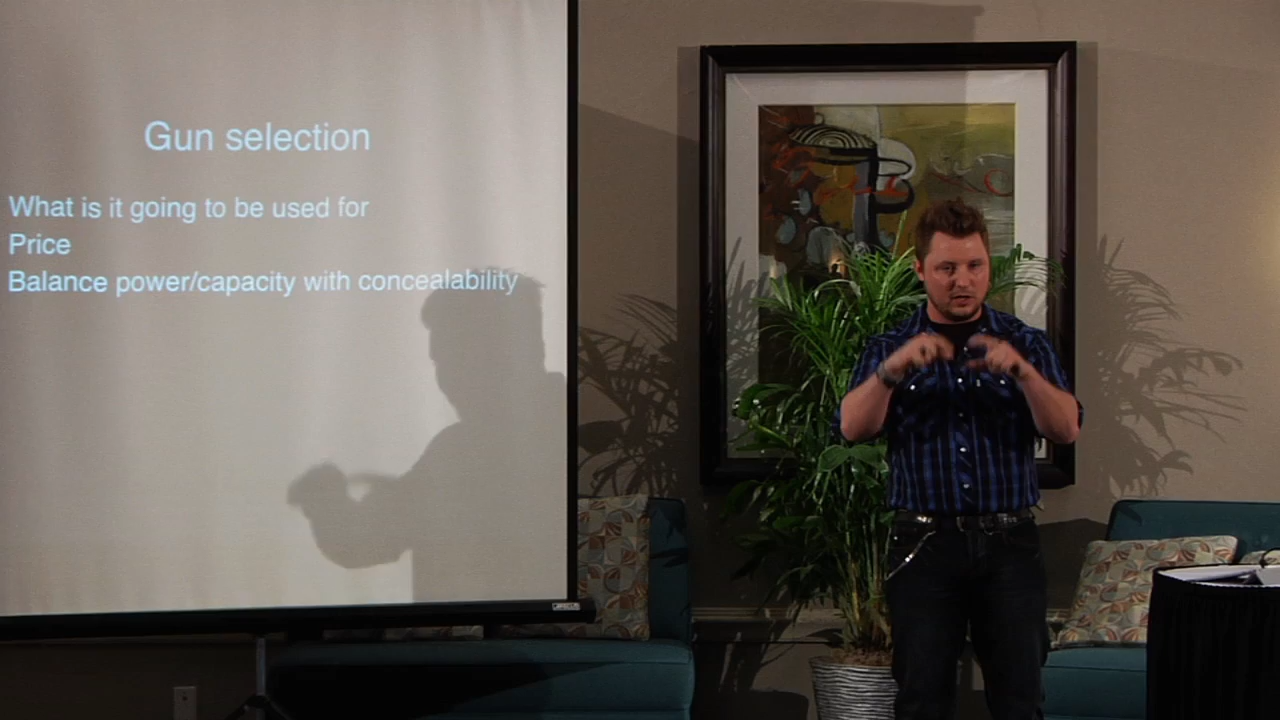 Gun selection
What is it going to be used for
Price
Balance power/capacity with concealability